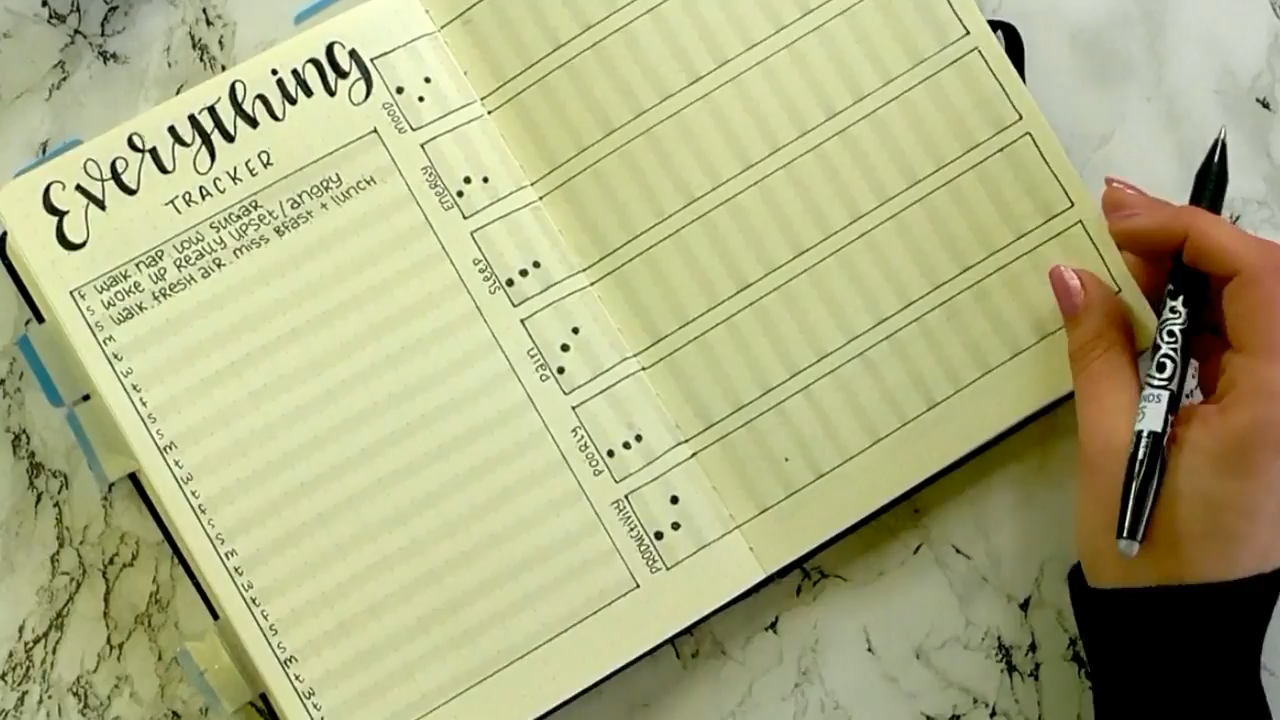 Everything
TRACKER
F WALK NAP LOW SUGAR
S WOKE UP REALLY UPSET/ANGRY
S WALK. FRESH AIR. MISS BFAST + LUNCH
M
t
W
t
f
S
S
M
t
W
t
f
S
S
M
t
W
t
f
S
S
M
t
W
t
MOOD
ENERGY
SLEEP
PAIN
POORLY
PRODUCTIVITY